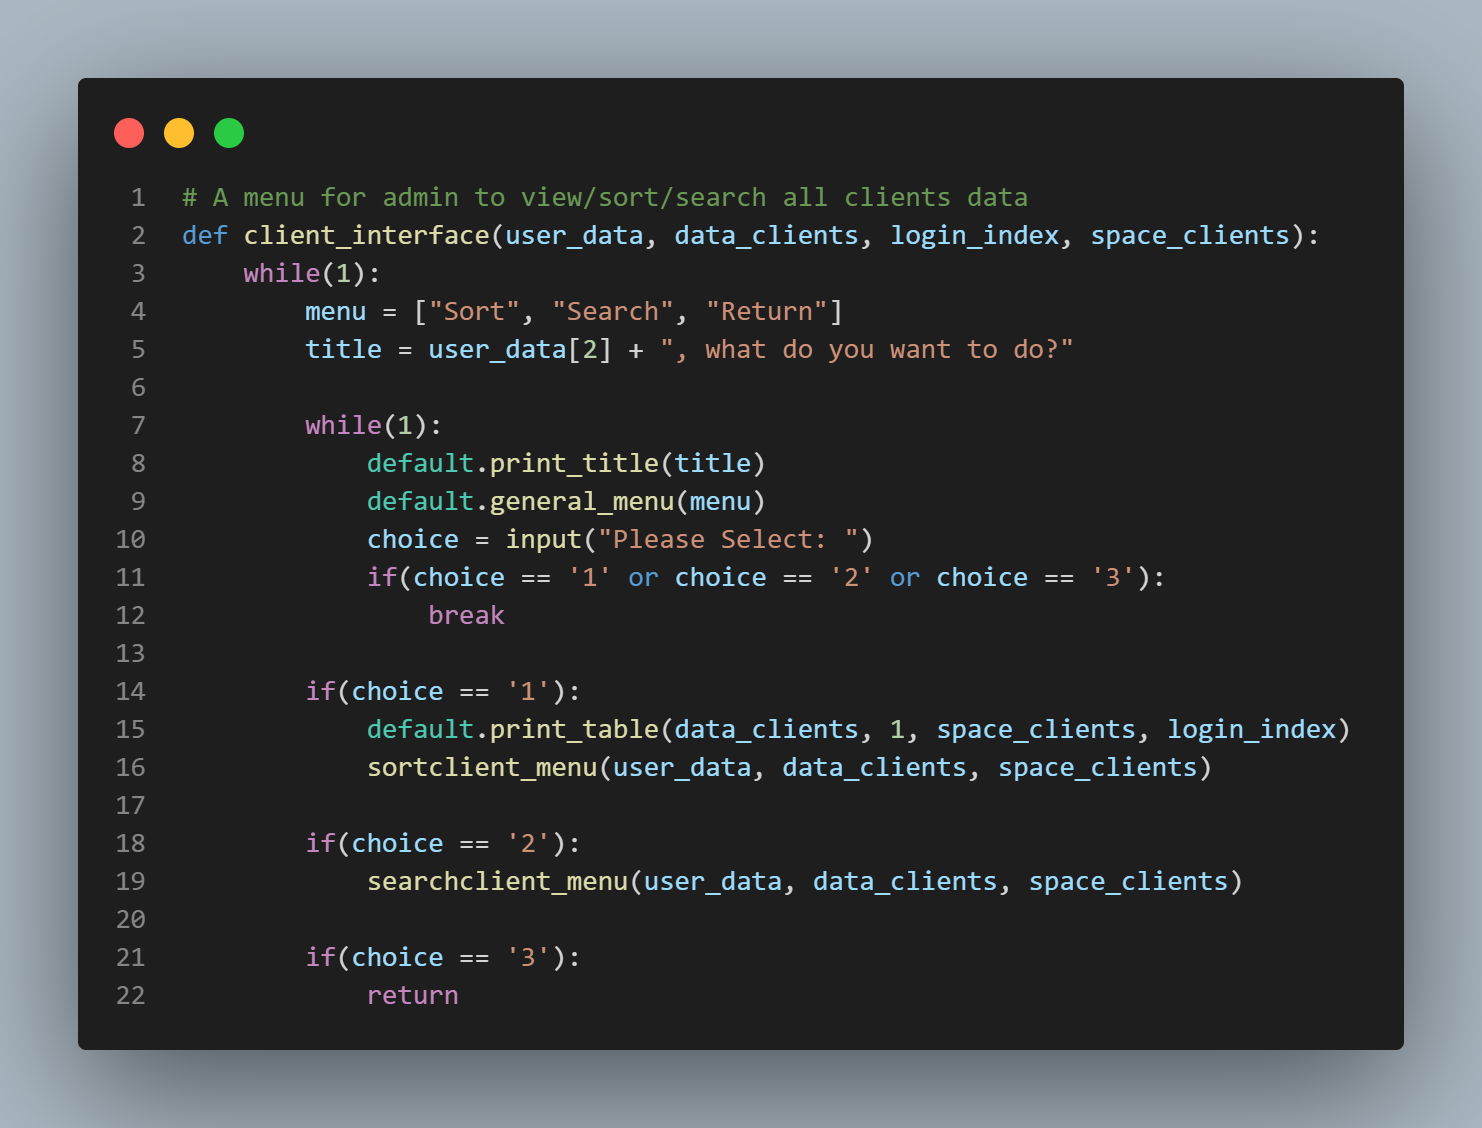 1 # A menu for admin to view/sort/search all clients data
2 def client_interface(user_data, data_clients, login_index, space_clients):
3     while(1):
4         menu = ["Sort", "Search", "Return"]
5         title = user_data[2] + ", what do you want to do?"
6
7         while(1):
8             default.print_title(title)
9             default.general_menu(menu)
10             choice = input("Please Select: ")
11             if(choice == '1' or choice == '2' or choice == '3'):
12                 break
13
14         if(choice == '1'):
15             default.print_table(data_clients, 1, space_clients, login_index)
16             sortclient_menu(user_data, data_clients, space_clients)
17
18         if(choice == '2'):
19             searchclient_menu(user_data, data_clients, space_clients)
20
21         if(choice == '3'):
22             return